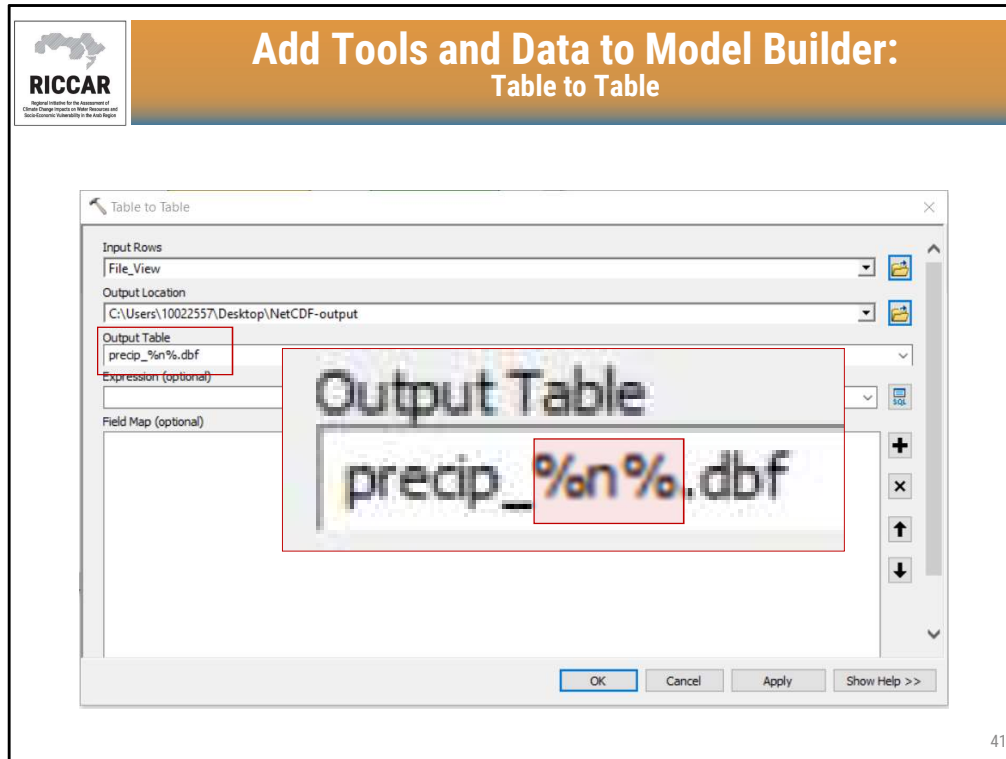 RICCAR
Regional Initiative for the Assessment of
Climate Change Impacts on Water Resources and
Socio-Economic Vulnerability in the Arab Region
Add Tools and Data to Model Builder:
Table to Table
Table to Table
Input Rows
File_View
Output Location
C:\Users\10022557\Desktop\NetCDF-output
Output Table
precip_%n%.dbf
Expression (optional)
SQL
Field Map (optional)
Output Table
precip_%n%.dbf
OK Cancel Apply Show Help >>
41